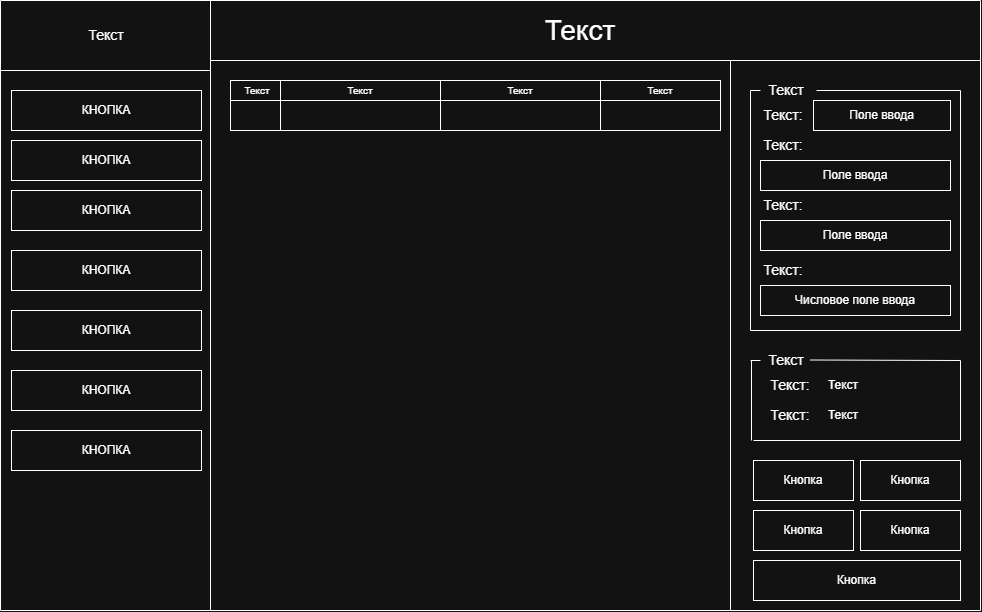 Текст
Текст
КНОПКА
КНОПКА
КНОПКА
КНОПКА
КНОПКА
КНОПКА
КНОПКА
Текст Текст Текст Текст
Текст
Текст: Поле ввода
Текст:
Поле ввода
Текст:
Поле ввода
Текст:
Числовое поле ввода
Текст
Текст: Текст
Текст: Текст
Кнопка Кнопка
Кнопка Кнопка
Кнопка